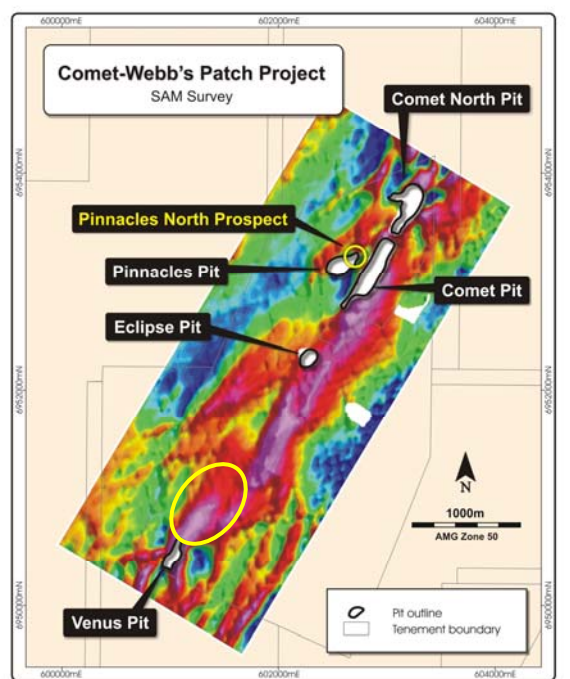 600000mE
602000mE
604000mE
Comet-Webb's Patch Project
SAM Survey
Comet North Pit
6954000mN
6954000mN
Pinnacles North Prospect
Pinnacles Pit
Comet Pit
Eclipse Pit
6952000mN
6952000mN
N
1000m
AMG Zone 50
6950000mN
6950000mN
Venus Pit
Pit outline
Tenement boundary
600000mE
602000mE
604000mE